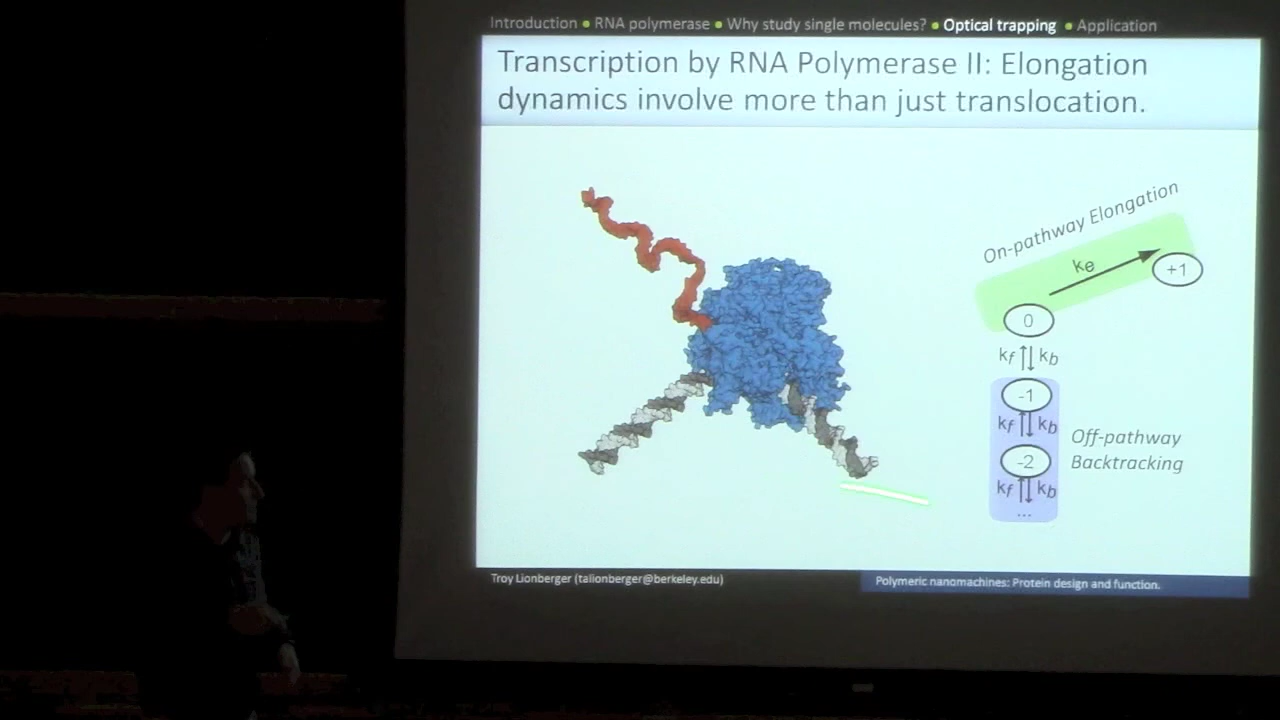 Introduction • RNA polymerase • Why study single molecules? • Optical trapping • Application
Transcription by RNA Polymerase II: Elongation
dynamics involve more than just translocation.
On-pathway Elongation
ke
+1
0
kf kb
-1
kf kb
Off-pathway
Backtracking
-2
kf kb
...
Troy Lionberger (talionberger@berkeley.edu)
Polymeric nanomachines: Protein design and function.